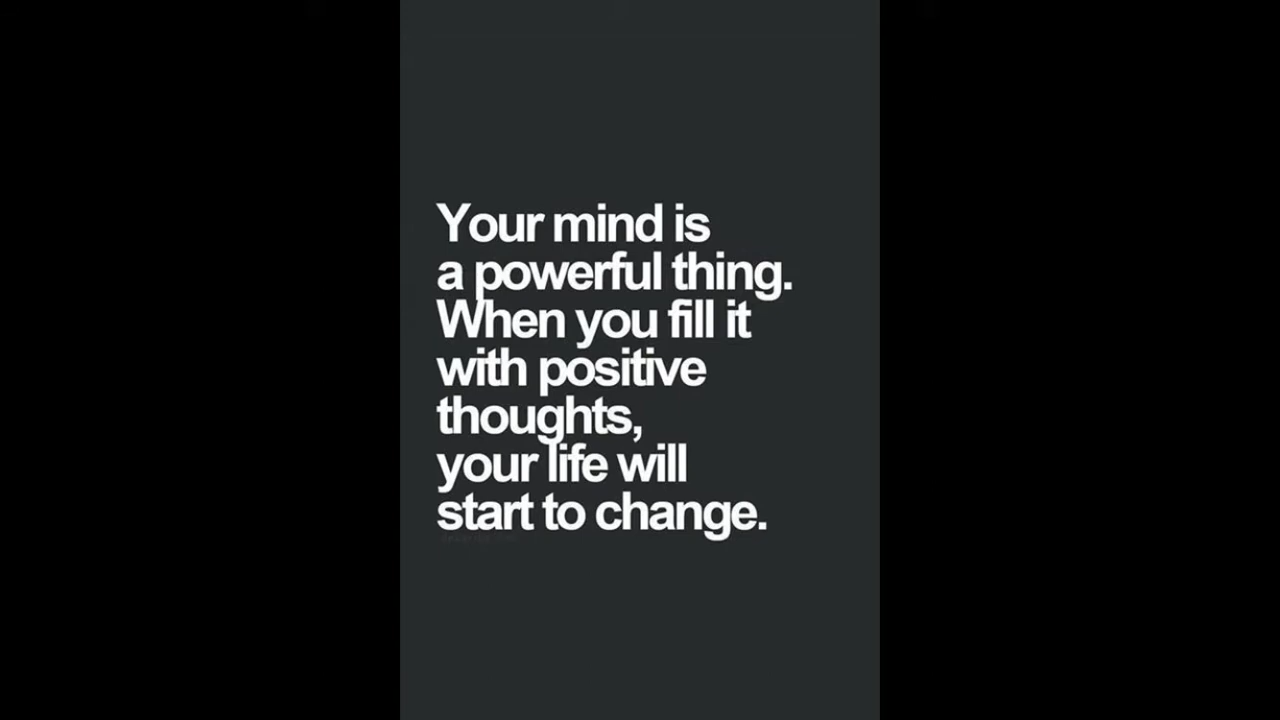 Your mind is
a powerful thing.
When you fill it
with positive
thoughts,
your life will
start to change.